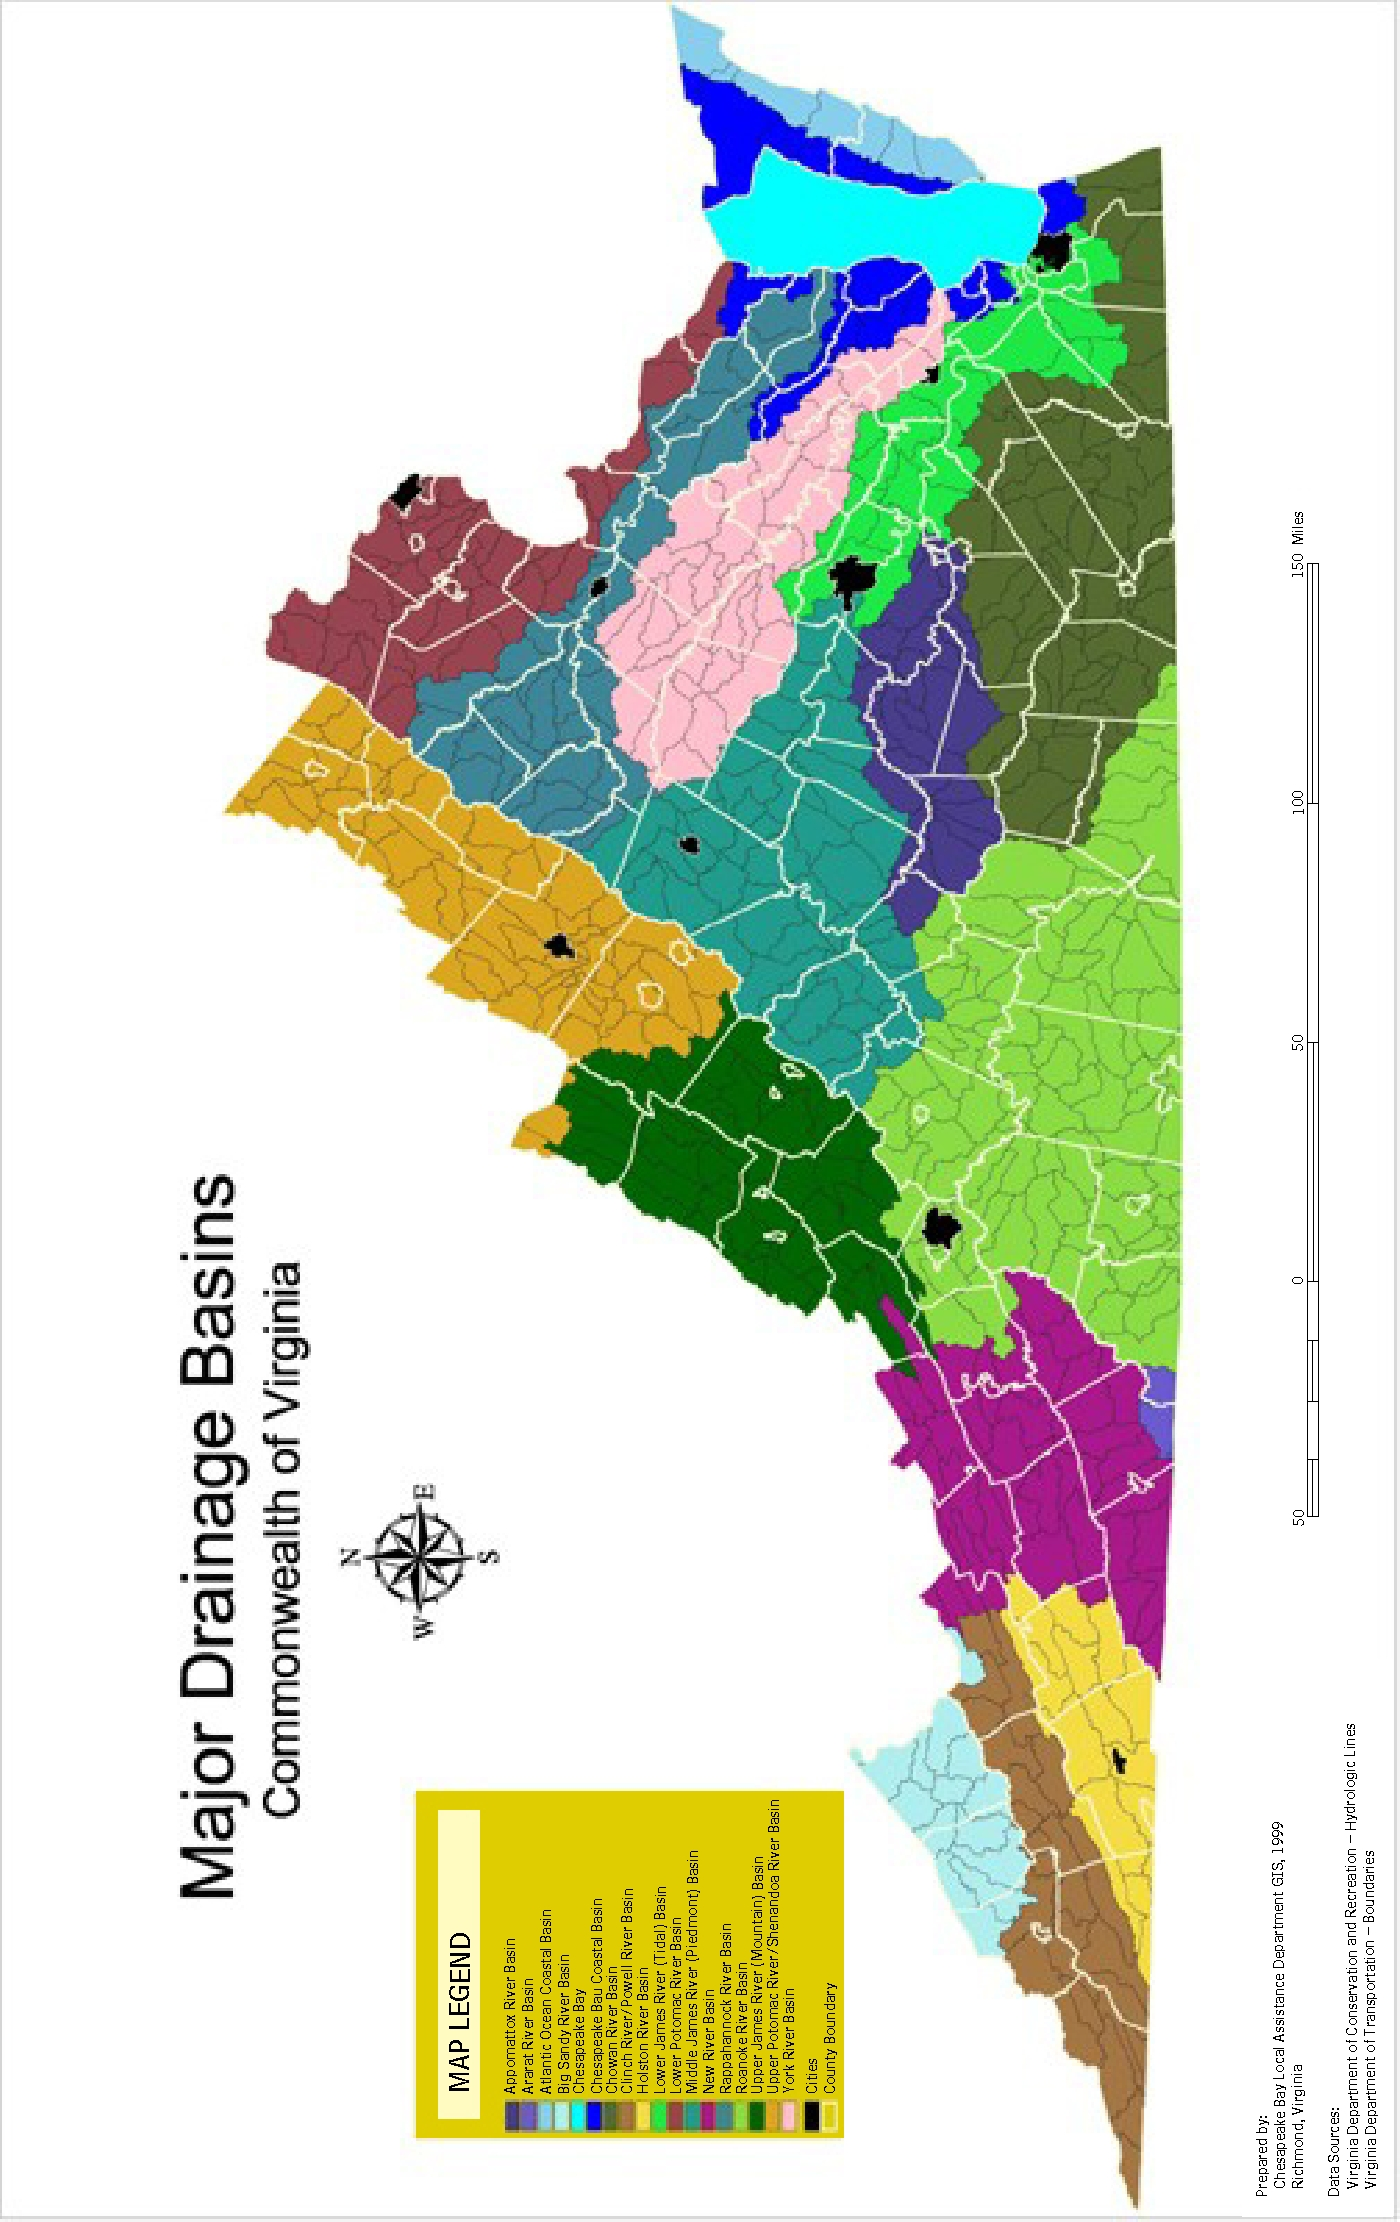 Major Drainage Basins
Commonwealth of Virginia
N
W
E
S
MAP LEGEND
Appomattox River Basin
Ararat River Basin
Atlantic Ocean Coastal Basin
Big Sandy River Basin
Chesapeake Bay
Chesapeake Bau Coastal Basin
Chowan River Basin
Clinch River/Powell River Basin
Holston River Basin
Lower James River (Tidal) Basin
Lower Potomac River Basin
Middle James River (Piedmont) Basin
New River Basin
Rappahannock River Basin
Roanoke River Basin
Upper James River (Mountain) Basin
Upper Potomac River/Shenandoa River Basin
York River Basin
Cities
County Boundary
50 0 50 100 150 Miles
Prepared by:
Chesapeake Bay Local Assistance Department GIS, 1999
Richmond, Virginia
Data Sources:
Virginia Department of Conservation and Recreation – Hydrologic Lines
Virginia Department of Transportation – Boundaries